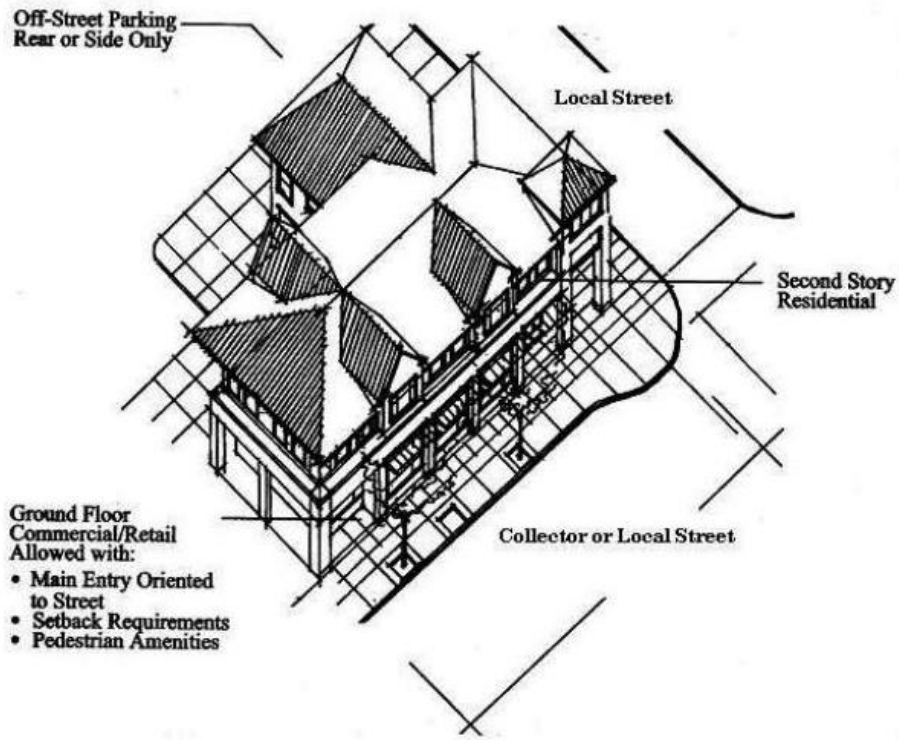 Off-Street Parking
Rear or Side Only
Local Street
Second Story
Residential
Ground Floor
Commercial/Retail
Allowed with:
• Main Entry Oriented
to Street
• Setback Requirements
• Pedestrian Amenities
Collector or Local Street